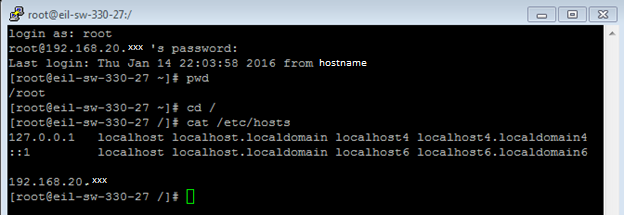 root@eil-sw-330-27:/
login as: root
root@192.168.20.xxx 's password:
Last login: Thu Jan 14 22:03:58 2016 from hostname
[root@eil-sw-330-27 ~]# pwd
/root
[root@eil-sw-330-27 ~]# cd /
[root@eil-sw-330-27 /]# cat /etc/hosts
127.0.0.1   localhost localhost.localdomain localhost4 localhost4.localdomain4
::1         localhost localhost.localdomain localhost6 localhost6.localdomain6
192.168.20.xxx
[root@eil-sw-330-27 /]#